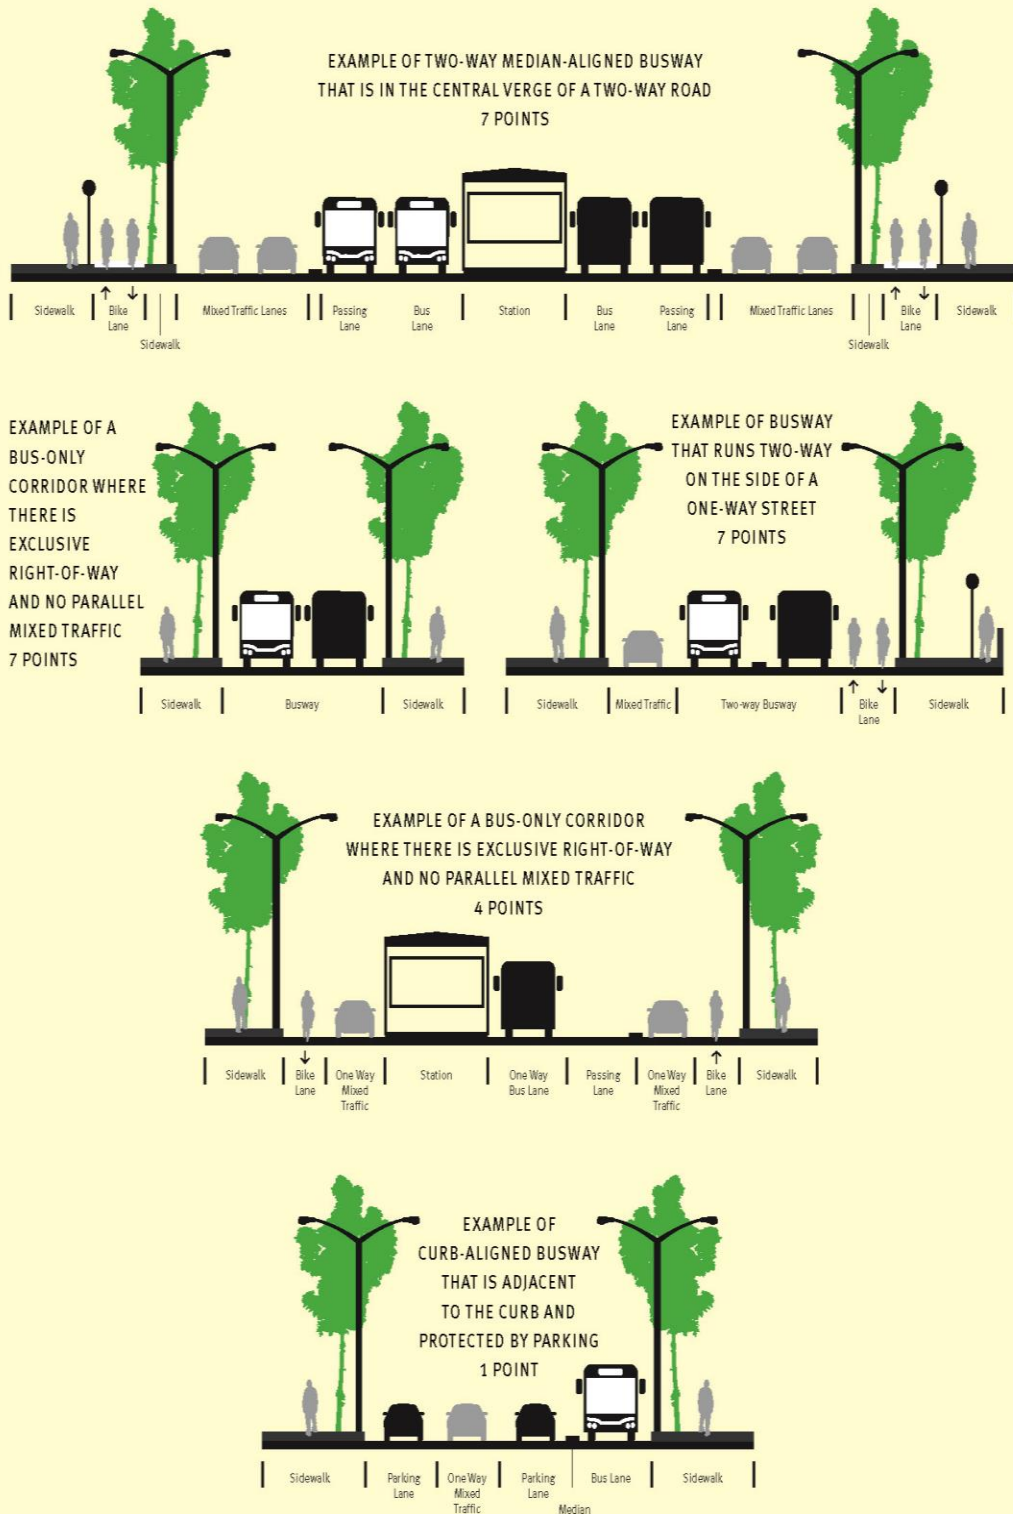 EXAMPLE OF TWO-WAY MEDIAN-ALIGNED BUSWAY
THAT IS IN THE CENTRAL VERGE OF A TWO-WAY ROAD
7 POINTS
Sidewalk
Bike
Lane
Sidewalk
Mixed Traffic Lanes
Passing
Lane
Bus
Lane
Station
Bus
Lane
Passing
Lane
Mixed Traffic Lanes
Sidewalk
Bike
Lane
Sidewalk
EXAMPLE OF A
BUS-ONLY
CORRIDOR WHERE
THERE IS
EXCLUSIVE
RIGHT-OF-WAY
AND NO PARALLEL
MIXED TRAFFIC
7 POINTS
Sidewalk
Busway
Sidewalk
EXAMPLE OF BUSWAY
THAT RUNS TWO-WAY
ON THE SIDE OF A
ONE-WAY STREET
7 POINTS
Sidewalk
Mixed Traffic
Two-way Busway
Bike
Lane
Sidewalk
EXAMPLE OF A BUS-ONLY CORRIDOR
WHERE THERE IS EXCLUSIVE RIGHT-OF-WAY
AND NO PARALLEL MIXED TRAFFIC
4 POINTS
Sidewalk
Bike
Lane
One Way
Mixed
Traffic
Station
One Way
Bus Lane
Passing
Lane
One Way
Mixed
Traffic
Bike
Lane
Sidewalk
EXAMPLE OF
CURB-ALIGNED BUSWAY
THAT IS ADJACENT
TO THE CURB AND
PROTECTED BY PARKING
1 POINT
Sidewalk
Parking
Lane
One Way
Mixed
Traffic
Parking
Lane
Median
Bus Lane
Sidewalk